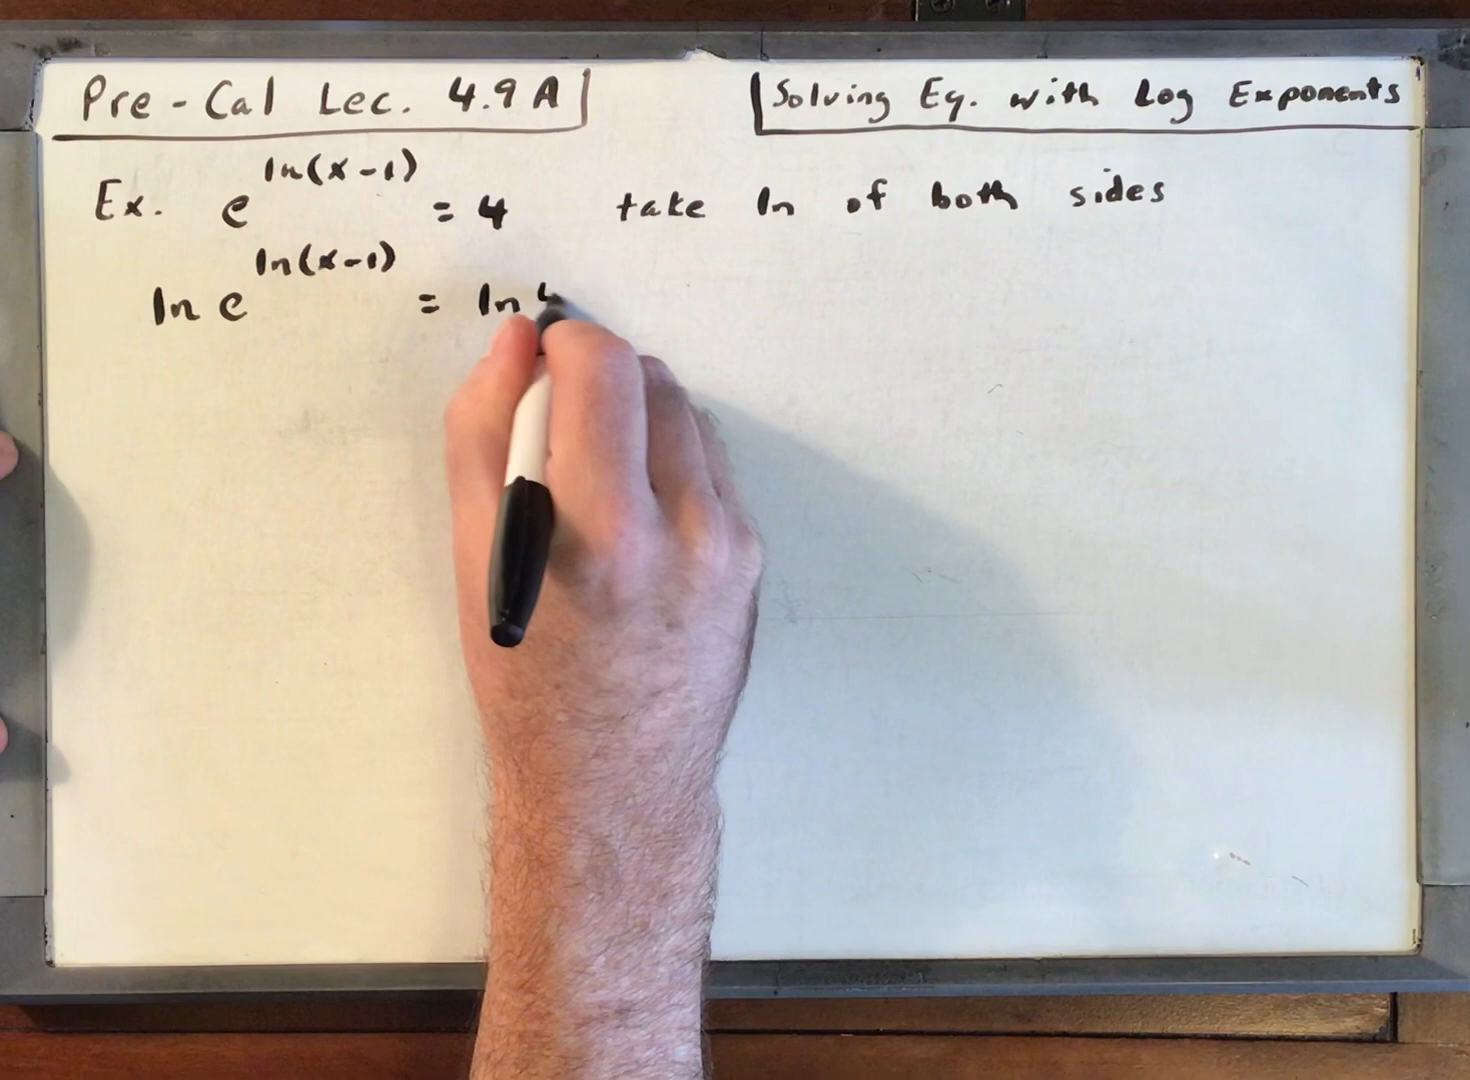 Pre-Cal Lec. 4.9A
Solving Eq. with Log Exponents
Ex. e^ln(x-1) = 4 take ln of both sides
ln e^ln(x-1) = ln 4